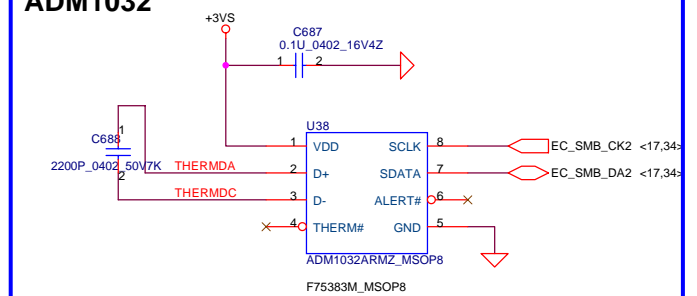 ADM1032
+3VS
C687
0.1U_0402_16V4Z
1 2
U38
C688
1
2
2200P_0402_50V7K
THERMDA
THERMDC
1 VDD SCLK 8 EC_SMB_CK2 <17,34>
2 D+ SDATA 7 EC_SMB_DA2 <17,34>
3 D- ALERT# 6
4 THERM# GND 5
ADM1032ARMZ_MSOP8
F75383M_MSOP8